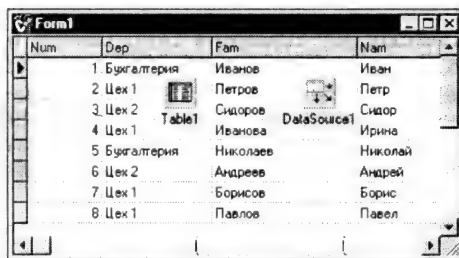 Form1
Num Dep Fam Nam
1 Бухгалтерия Иванов Иван
2 Цех 1 Петров Петр
3 Цех 2 Сидоров Сидор
Table1 DataSource1
4 Цех 1 Иванова Ирина
5 Бухгалтерия Николаев Николай
6 Цех 2 Андреев Андрей
7 Цех 1 Борисов Борис
8 Цех 1 Павлов Павел